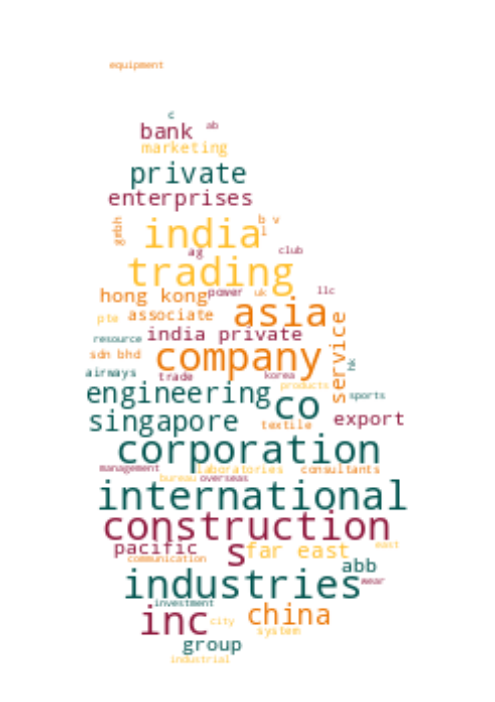 equipment
c
bank ab
marketing
private
enterprises
gmbh india b v
l
ag club
trading
hong kong power uk llc
pte associate asia
resource india private service
sdn bhd company hk
airways trade korea
engineering products
co sports
singapore textile export
corporation
management laboratories consultants
bureau overseas
international
construction
pacific s far east east
communication abb
industries wear
investment
inc city china
system
group
industrial